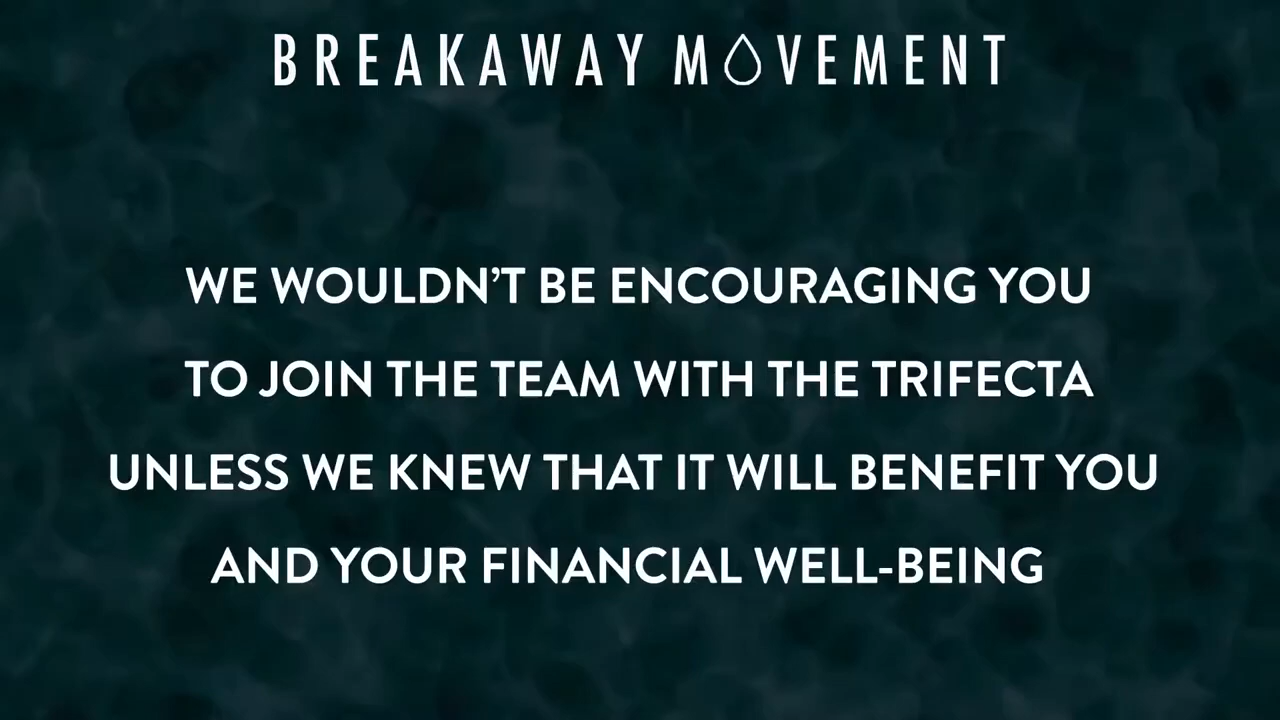 BREAKAWAY MOVEMENT
WE WOULDN'T BE ENCOURAGING YOU
TO JOIN THE TEAM WITH THE TRIFECTA
UNLESS WE KNEW THAT IT WILL BENEFIT YOU
AND YOUR FINANCIAL WELL-BEING